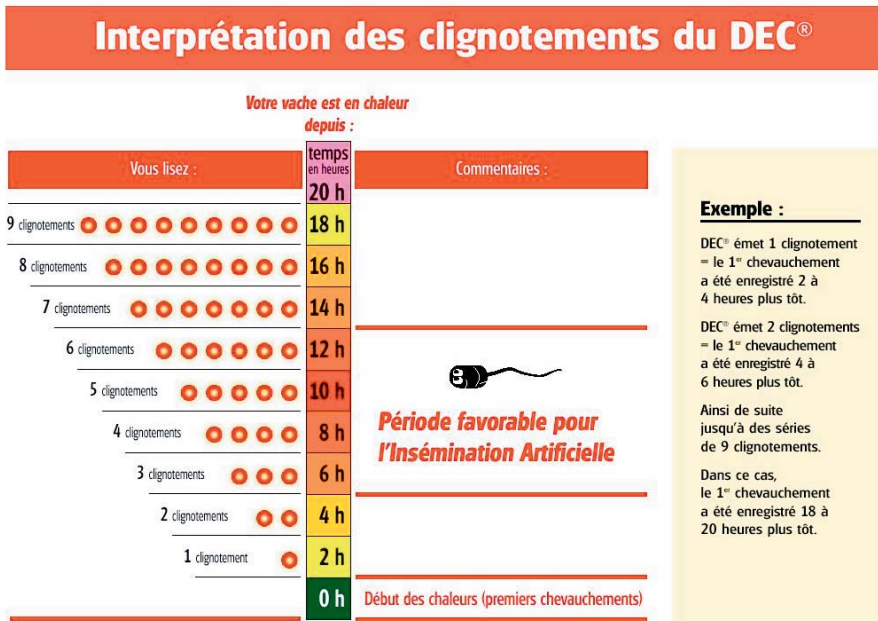 Interprétation des clignotements du DEC®
Votre vache est en chaleur
depuis :
Vous lisez :
temps
en heures
20 h
Commentaires :
9 clignotements
18 h
8 clignotements
16 h
7 clignotements
14 h
6 clignotements
12 h
5 clignotements
10 h
4 clignotements
8 h
3 clignotements
6 h
2 clignotements
4 h
1 clignotement
2 h
0 h
Période favorable pour
l'Insémination Artificielle
Début des chaleurs (premiers chevauchements)
Exemple :
DEC® émet 1 clignotement
= le 1er chevauchement
a été enregistré 2 à
4 heures plus tôt.
DEC® émet 2 clignotements
= le 1er chevauchement
a été enregistré 4 à
6 heures plus tôt.
Ainsi de suite
jusqu'à des séries
de 9 clignotements.
Dans ce cas,
le 1er chevauchement
a été enregistré 18 à
20 heures plus tôt.